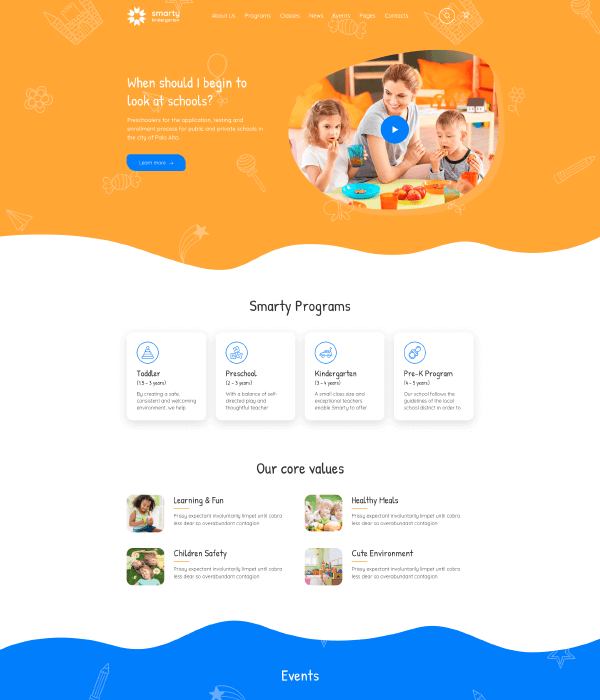 smarty
kindergarten
About Us Programs Classes News Events Pages Contacts
When should I begin to
look at schools?
Preschoolers for the application, testing and
enrollment process for public and private schools in
the city of Palo Alto.
Learn more →
Smarty Programs
Toddler
(1,5 - 3 years)
By creating a safe,
consistent and welcoming
environment, we help
Preschool
(2 - 3 years)
With a balance of self-
directed play and
thoughtful teacher
Kindergarten
(3 - 4 years)
A small class size and
exceptional teachers
enable Smarty to offer
Pre-K Program
(4 - 5 years)
Our school follows the
guidelines of the local
school district in order to
Our core values
Learning & Fun
Prissy expectant involuntarily limpet until cobra
less dear so overabundant contagion
Healthy Meals
Prissy expectant involuntarily limpet until cobra
less dear so overabundant contagion
Children Safety
Prissy expectant involuntarily limpet until cobra
less dear so overabundant contagion
Cute Environment
Prissy expectant involuntarily limpet until cobra
less dear so overabundant contagion
Events